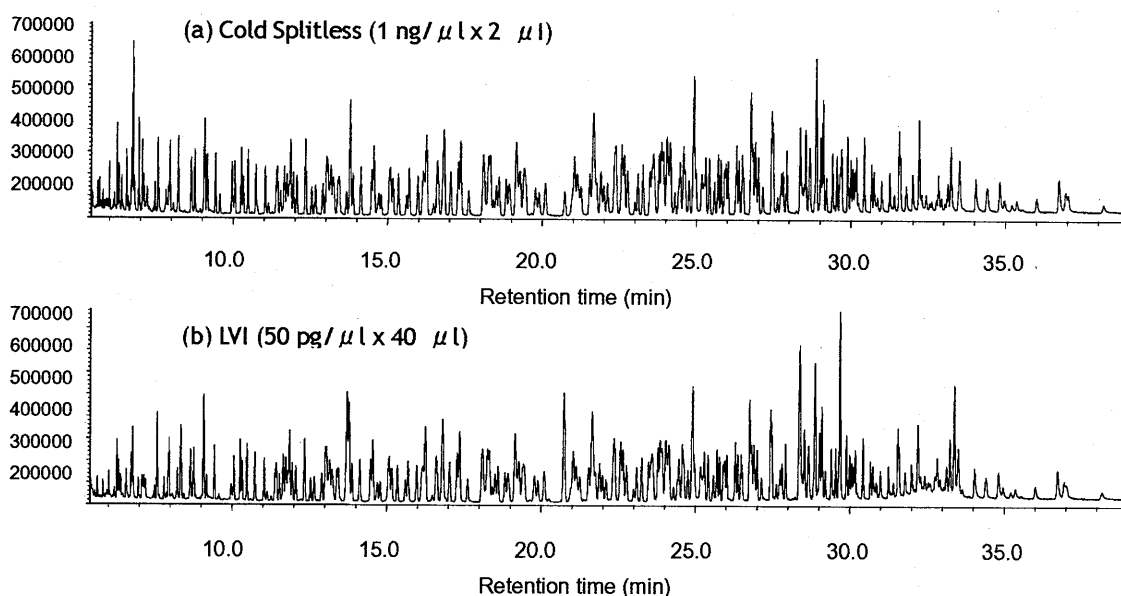 700000
(a) Cold Splitless (1 ng/μl x 2 μl)
600000
500000
400000
300000
200000
10.0 15.0 20.0 25.0 30.0 35.0
Retention time (min)
700000
(b) LVI (50 pg/μl x 40 μl)
600000
500000
400000
300000
200000
10.0 15.0 20.0 25.0 30.0 35.0
Retention time (min)